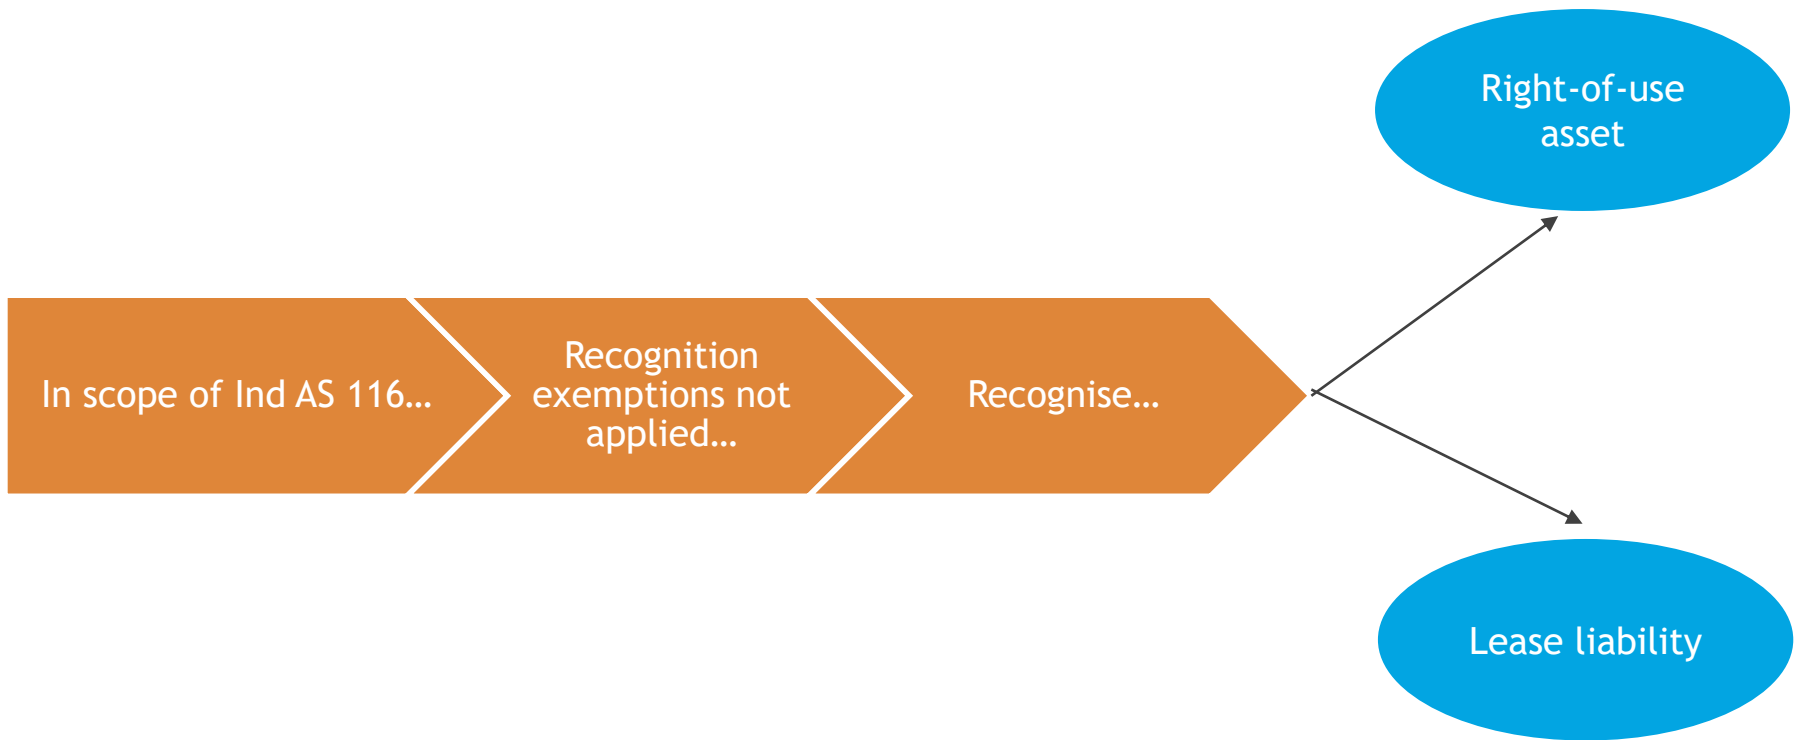 In scope of Ind AS 116…
Recognition
exemptions not
applied…
Recognise…
Right-of-use
asset
Lease liability